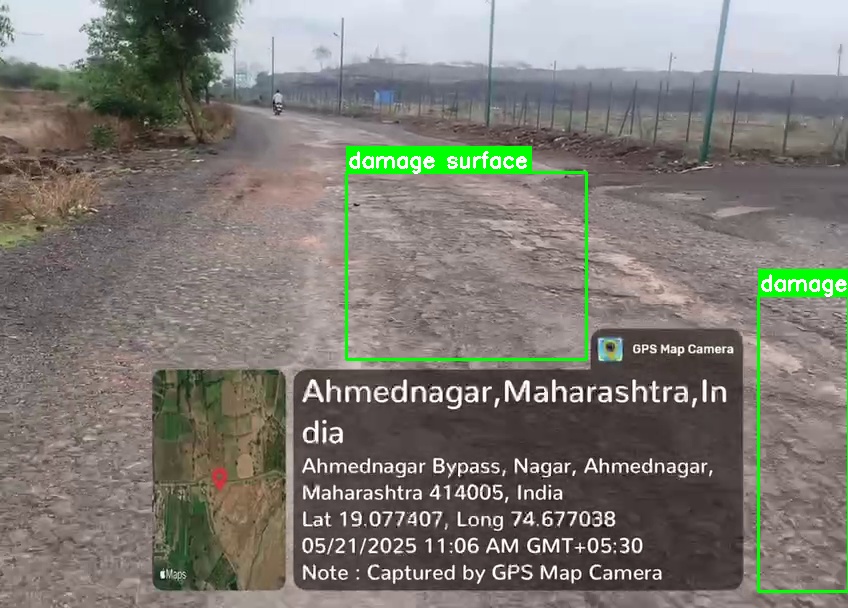 damage surface
damage
GPS Map Camera
Ahmednagar,Maharashtra,In
dia
Ahmednagar Bypass, Nagar, Ahmednagar,
Maharashtra 414005, India
Lat 19.077407, Long 74.677038
05/21/2025 11:06 AM GMT+05:30
Note : Captured by GPS Map Camera
Maps